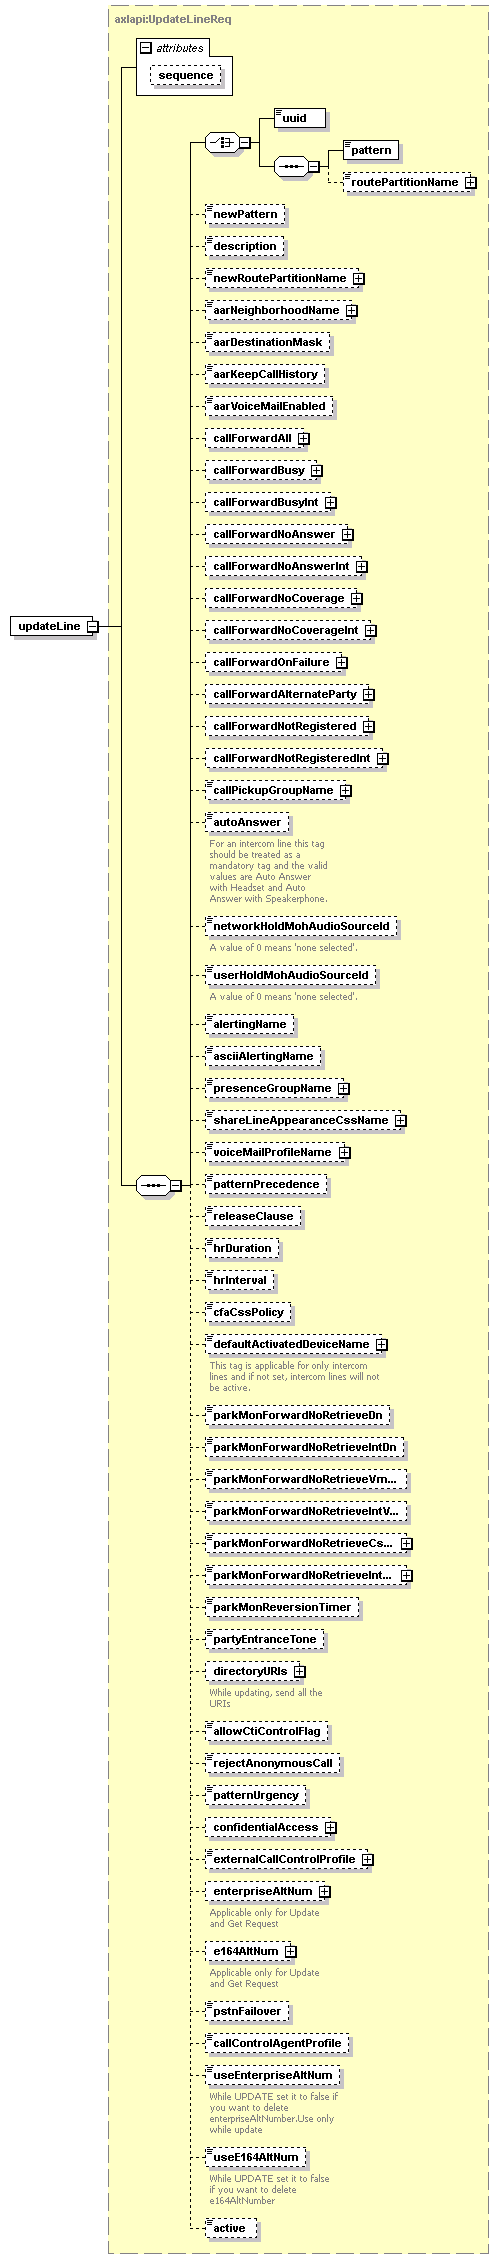 axlapi:UpdateLineReq
attributes
sequence
uuid
pattern
routePartitionName
newPattern
description
newRoutePartitionName
aarNeighborhoodName
aarDestinationMask
aarKeepCallHistory
aarVoiceMailEnabled
callForwardAll
callForwardBusy
callForwardBusyInt
callForwardNoAnswer
callForwardNoAnswerInt
callForwardNoCoverage
updateLine
callForwardNoCoverageInt
callForwardOnFailure
callForwardAlternateParty
callForwardNotRegistered
callForwardNotRegisteredInt
callPickupGroupName
autoAnswer
For an intercom line this tag
should be treated as a
mandatory tag and the valid
values are Auto Answer
with Headset and Auto
Answer with Speakerphone.
networkHoldMohAudioSourceId
A value of 0 means 'none selected'.
userHoldMohAudioSourceId
A value of 0 means 'none selected'.
alertingName
asciiAlertingName
presenceGroupName
shareLineAppearanceCssName
voiceMailProfileName
patternPrecedence
releaseClause
hrDuration
hrInterval
cfaCssPolicy
defaultActivatedDeviceName
This tag is applicable for only intercom
lines and if not set, intercom lines will not
be active.
parkMonForwardNoRetrieveDn
parkMonForwardNoRetrieveIntDn
parkMonForwardNoRetrieveVm...
parkMonForwardNoRetrieveIntV...
parkMonForwardNoRetrieveCs...
parkMonForwardNoRetrieveInt...
parkMonReversionTimer
partyEntranceTone
directoryURIs
While updating, send all the
URIs
allowCtiControlFlag
rejectAnonymousCall
patternUrgency
confidentialAccess
externalCallControlProfile
enterpriseAltNum
Applicable only for Update
and Get Request
e164AltNum
Applicable only for Update
and Get Request
pstnFailover
callControlAgentProfile
useEnterpriseAltNum
While UPDATE set it to false if
you want to delete
enterpriseAltNumber.Use only
while update
useE164AltNum
While UPDATE set it to false
if you want to delete
e164AltNumber
active